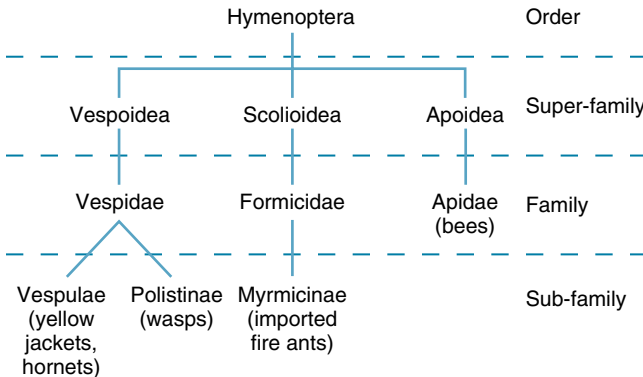 Hymenoptera Order
Vespoidea Scolioidea Apoidea Super-family
Vespidae Formicidae Apidae Family
(bees)
Vespulae Polistinae Myrmicinae Sub-family
(yellow (wasps) (imported
jackets, fire ants)
hornets)